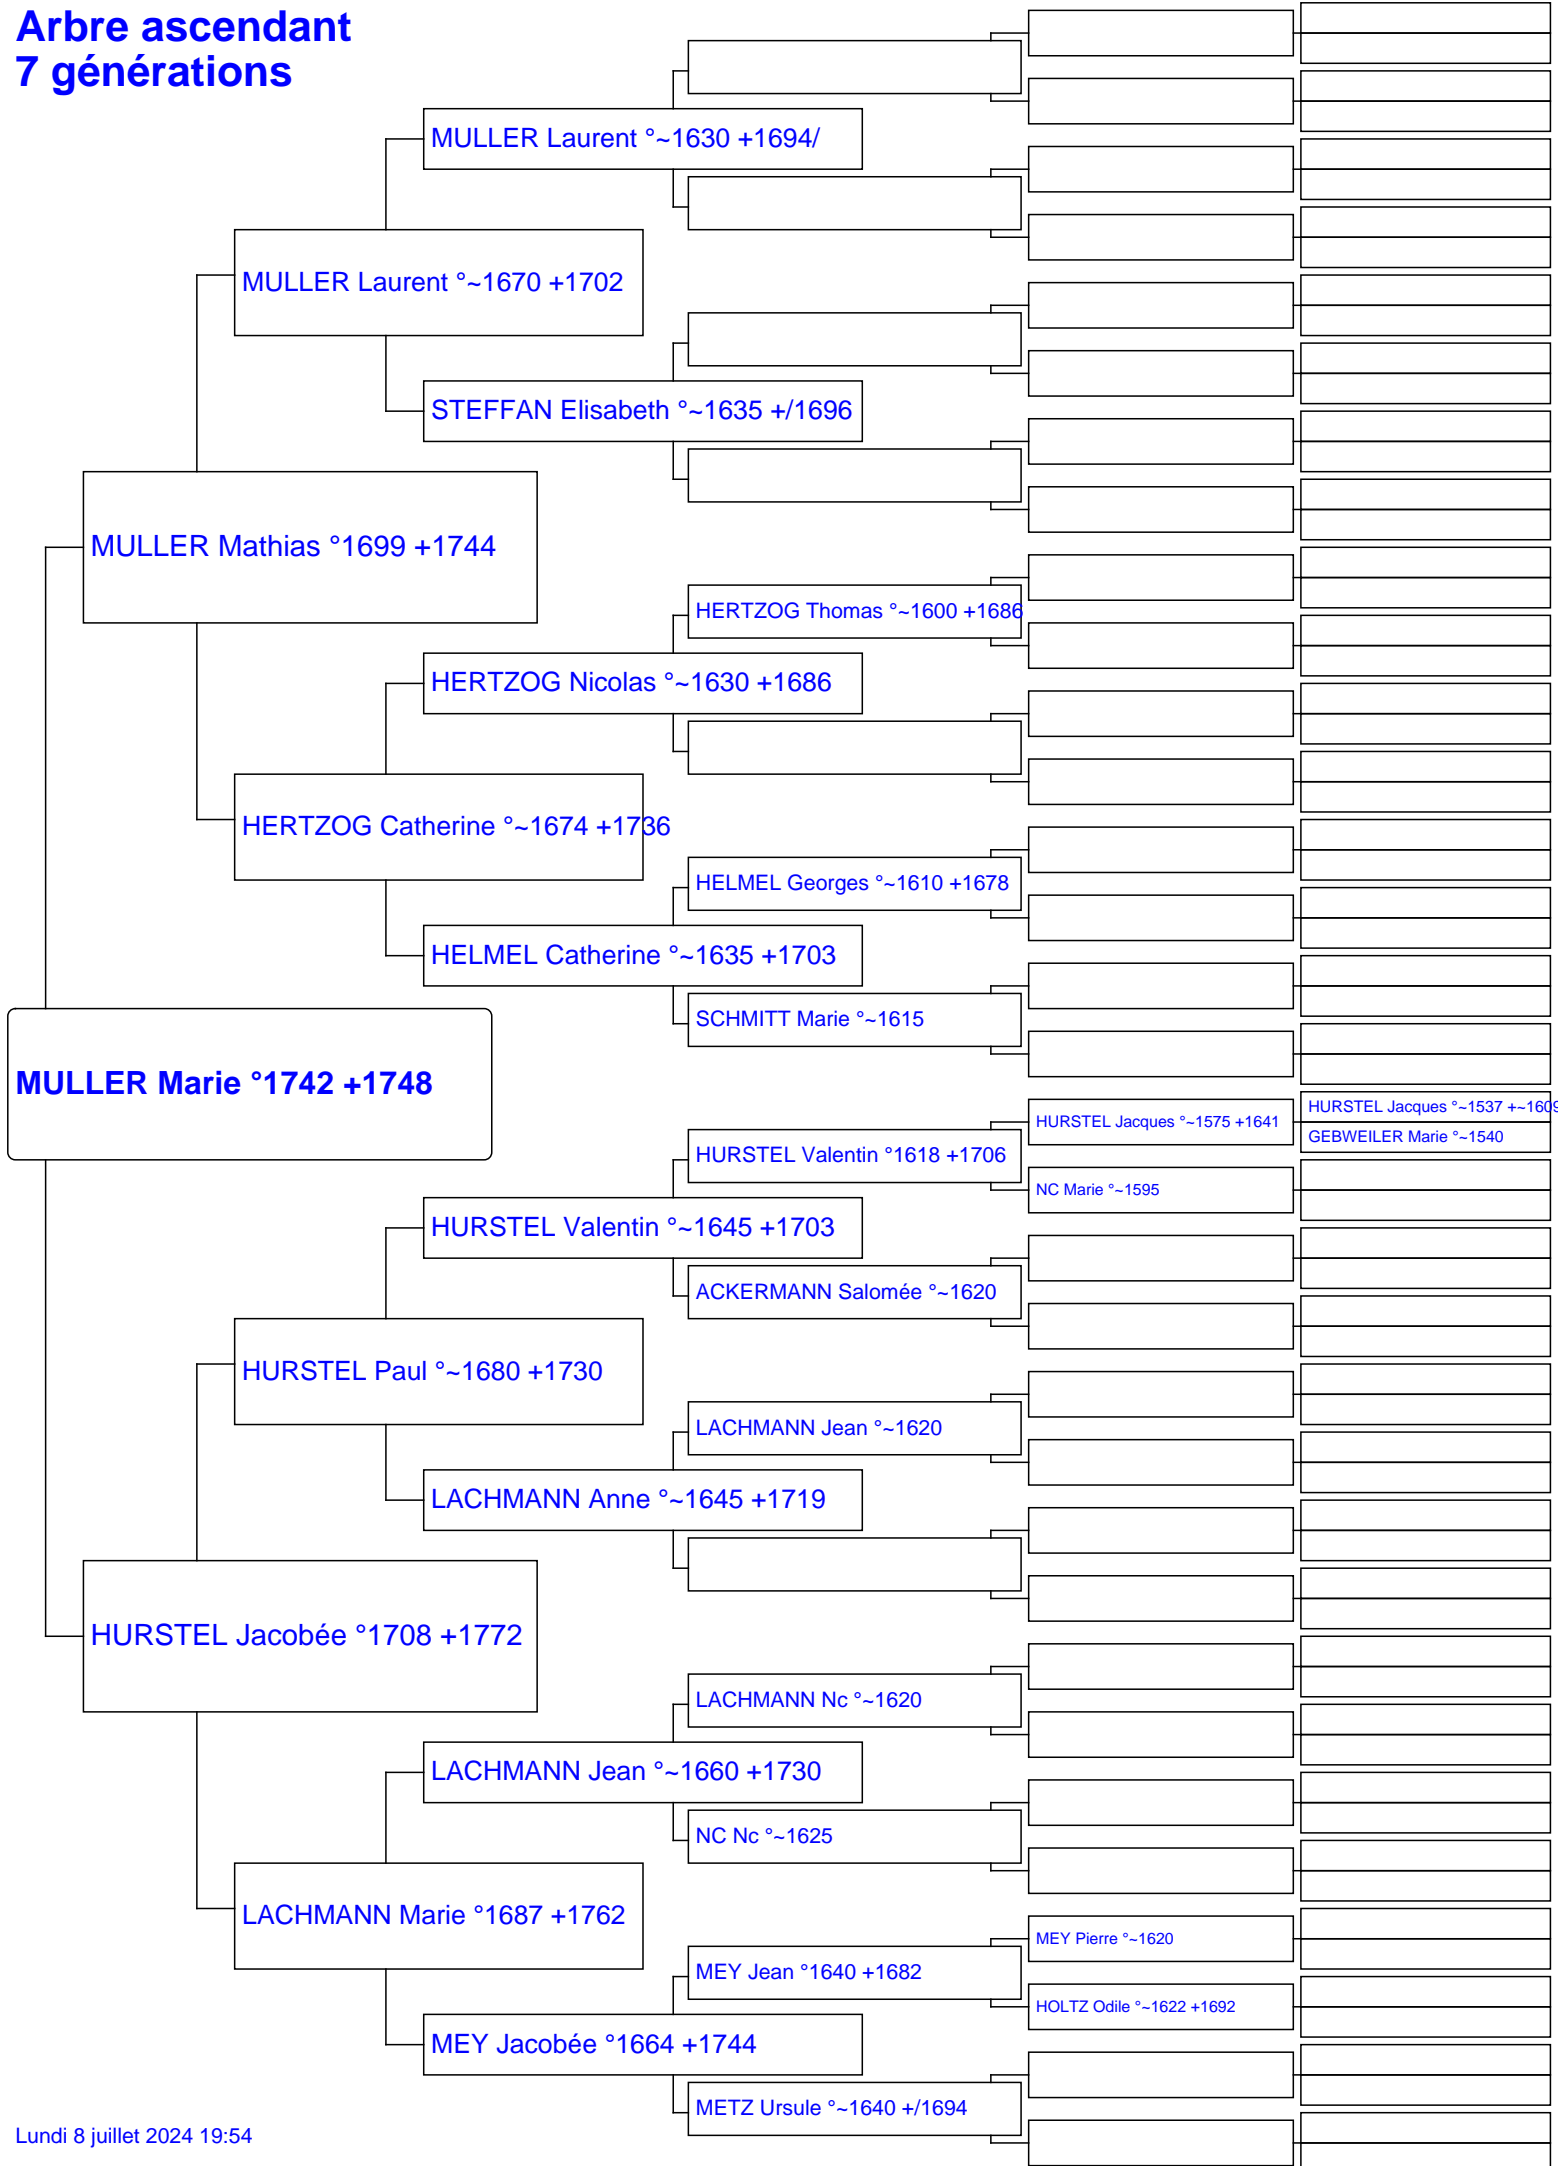 Arbre ascendant
7 générations
MULLER Laurent °~1630 +1694/
MULLER Laurent °~1670 +1702
STEFFAN Elisabeth °~1635 +/1696
MULLER Mathias °1699 +1744
HERTZOG Thomas °~1600 +1686
HERTZOG Nicolas °~1630 +1686
HERTZOG Catherine °~1674 +1736
HELMEL Georges °~1610 +1678
HELMEL Catherine °~1635 +1703
SCHMITT Marie °~1615
MULLER Marie °1742 +1748
HURSTEL Jacques °~1537 +~1609
HURSTEL Jacques °~1575 +1641
GEBWEILER Marie °~1540
HURSTEL Valentin °1618 +1706
NC Marie °~1595
HURSTEL Valentin °~1645 +1703
ACKERMANN Salomée °~1620
HURSTEL Paul °~1680 +1730
LACHMANN Jean °~1620
LACHMANN Anne °~1645 +1719
HURSTEL Jacobée °1708 +1772
LACHMANN Nc °~1620
LACHMANN Jean °~1660 +1730
NC Nc °~1625
LACHMANN Marie °1687 +1762
MEY Pierre °~1620
MEY Jean °1640 +1682
HOLTZ Odile °~1622 +1692
MEY Jacobée °1664 +1744
METZ Ursule °~1640 +/1694
Lundi 8 juillet 2024 19:54